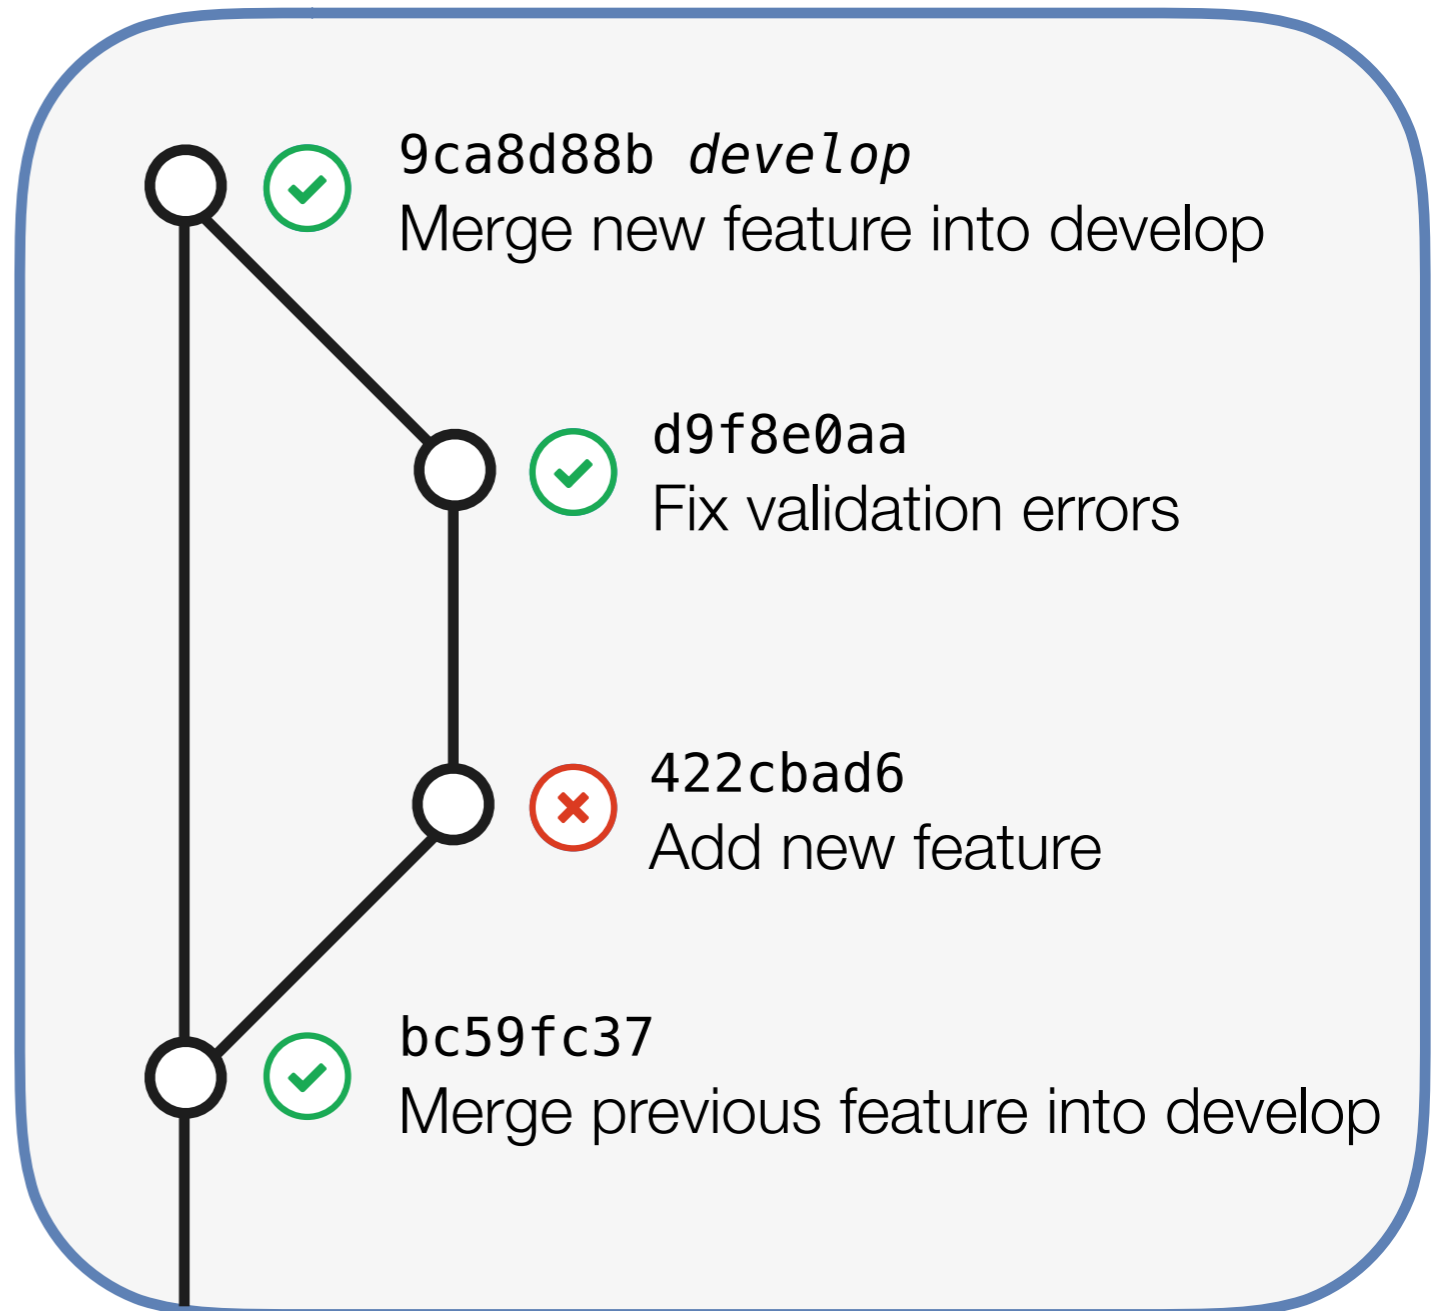 9ca8d88b develop
Merge new feature into develop
d9f8e0aa
Fix validation errors
422cbad6
Add new feature
bc59fc37
Merge previous feature into develop